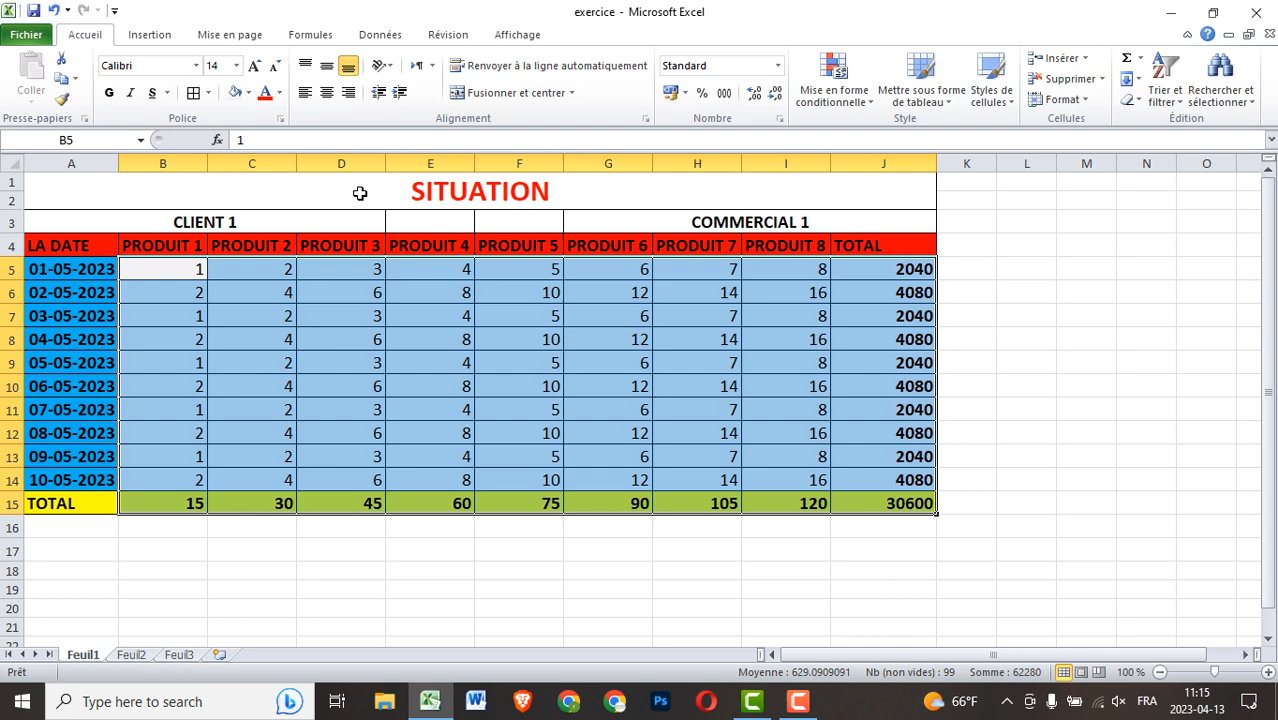 exercice - Microsoft Excel
Fichier Accueil Insertion Mise en page Formules Données Révision Affichage
Coller
Calibri 14
Renvoyer à la ligne automatiquement
Standard
Mise en forme conditionnelle
Mettre sous forme de tableau
Styles de cellules
Insérer
Supprimer
Format
Trier et filtrer
Rechercher et sélectionner
G I S
Fusionner et centrer
% 000
Presse-papiers Police Alignement Nombre Style Cellules Édition
B5 fx 1
A B C D E F G H I J K L M N O
1 SITUATION
2
3 CLIENT 1 COMMERCIAL 1
4 LA DATE PRODUIT 1 PRODUIT 2 PRODUIT 3 PRODUIT 4 PRODUIT 5 PRODUIT 6 PRODUIT 7 PRODUIT 8 TOTAL
5 01-05-2023 1 2 3 4 5 6 7 8 2040
6 02-05-2023 2 4 6 8 10 12 14 16 4080
7 03-05-2023 1 2 3 4 5 6 7 8 2040
8 04-05-2023 2 4 6 8 10 12 14 16 4080
9 05-05-2023 1 2 3 4 5 6 7 8 2040
10 06-05-2023 2 4 6 8 10 12 14 16 4080
11 07-05-2023 1 2 3 4 5 6 7 8 2040
12 08-05-2023 2 4 6 8 10 12 14 16 4080
13 09-05-2023 1 2 3 4 5 6 7 8 2040
14 10-05-2023 2 4 6 8 10 12 14 16 4080
15 TOTAL 15 30 45 60 75 90 105 120 30600
16
17
18
19
20
21
22
Feuil1 Feuil2 Feuil3
Prêt Moyenne : 629.0909091 Nb (non vides) : 99 Somme : 62280 100 %
Type here to search 66°F FRA 11:15
2023-04-13